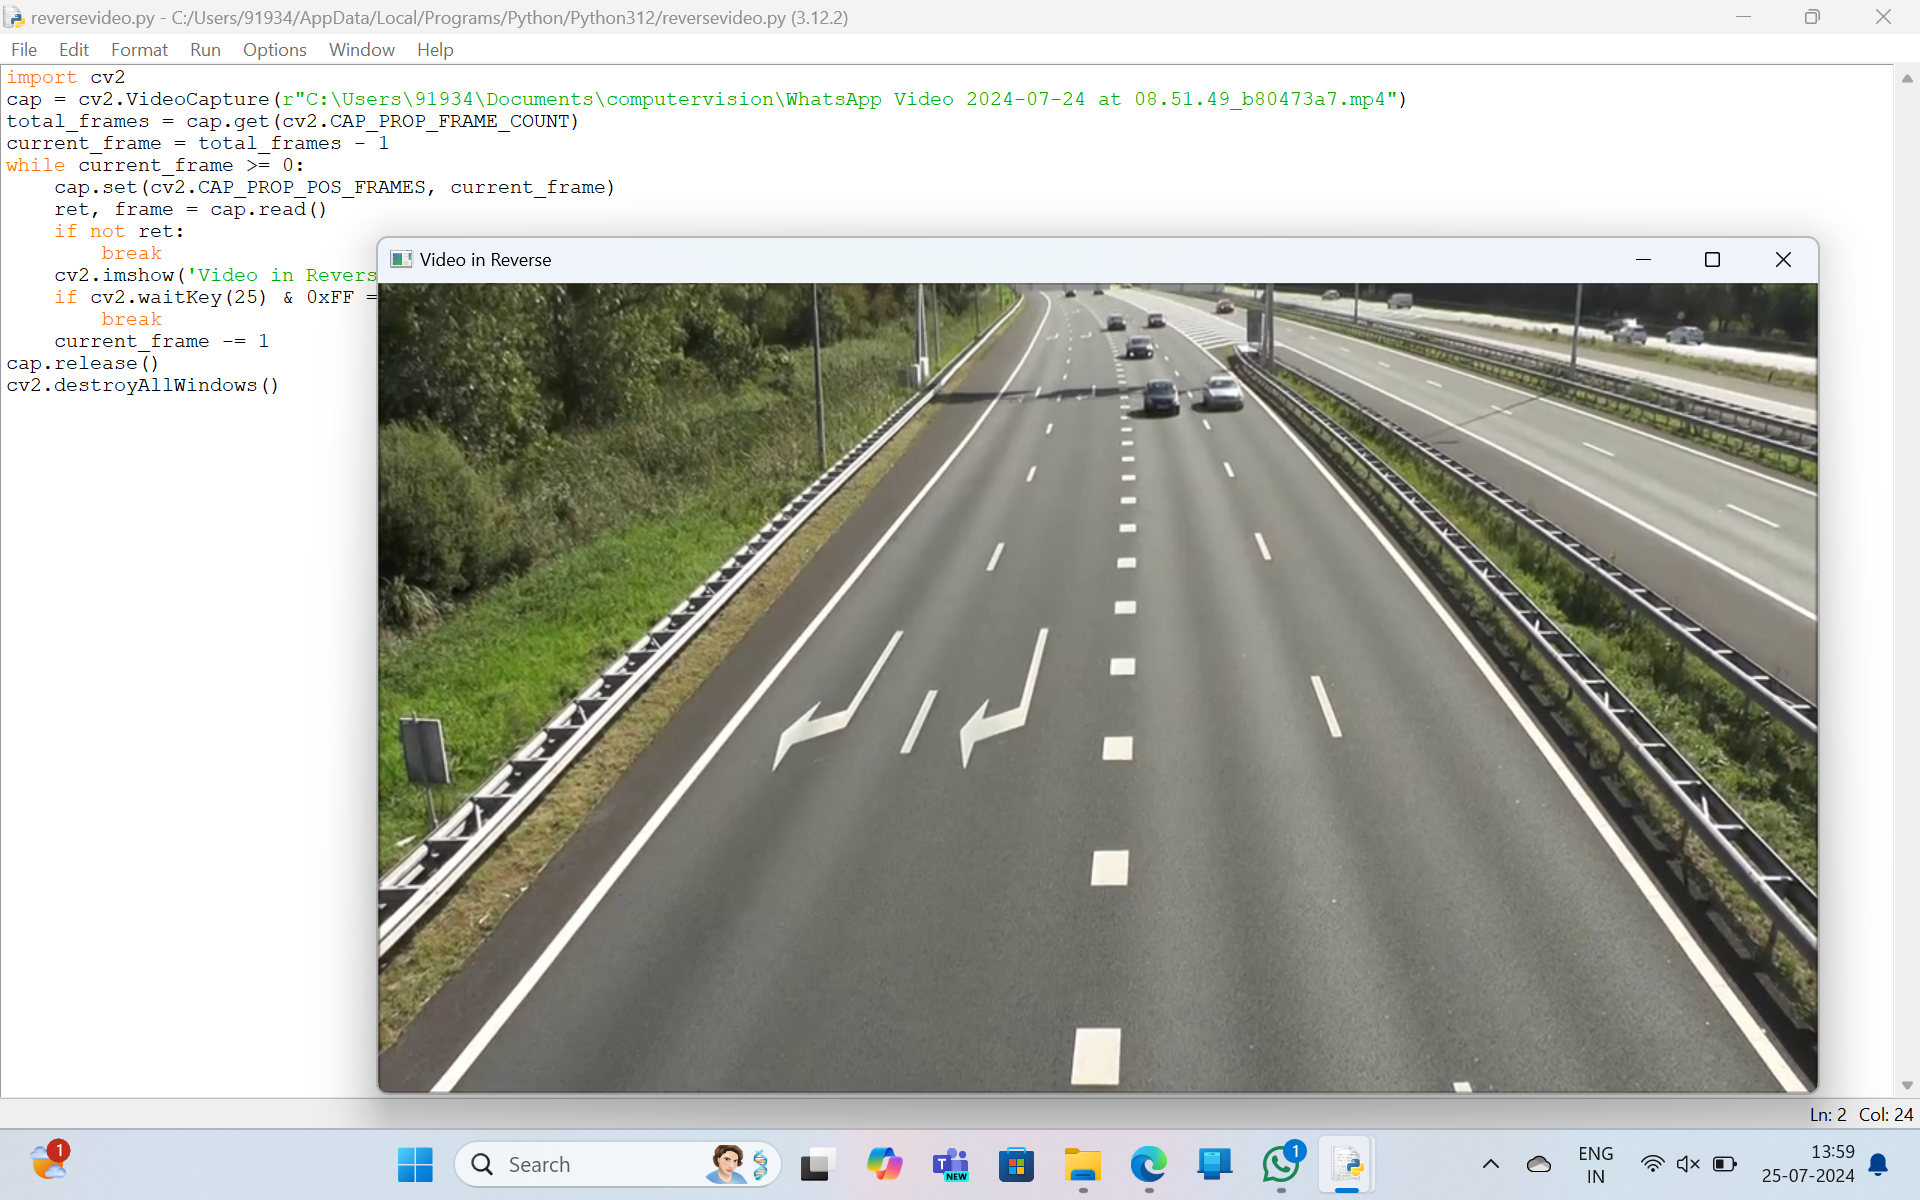 reversevideo.py - C:/Users/91934/AppData/Local/Programs/Python/Python312/reversevideo.py (3.12.2)
File Edit Format Run Options Window Help
import cv2
cap = cv2.VideoCapture(r"C:\Users\91934\Documents\computervision\WhatsApp Video 2024-07-24 at 08.51.49_b80473a7.mp4")
total_frames = cap.get(cv2.CAP_PROP_FRAME_COUNT)
current_frame = total_frames - 1
while current_frame >= 0:
    cap.set(cv2.CAP_PROP_POS_FRAMES, current_frame)
    ret, frame = cap.read()
    if not ret:
        break
    cv2.imshow('Video in Revers
    if cv2.waitKey(25) & 0xFF =
        break
    current_frame -= 1
cap.release()
cv2.destroyAllWindows()
Video in Reverse
Ln: 2 Col: 24
1
Search
T
NEW
1
ENG
IN
13:59
25-07-2024